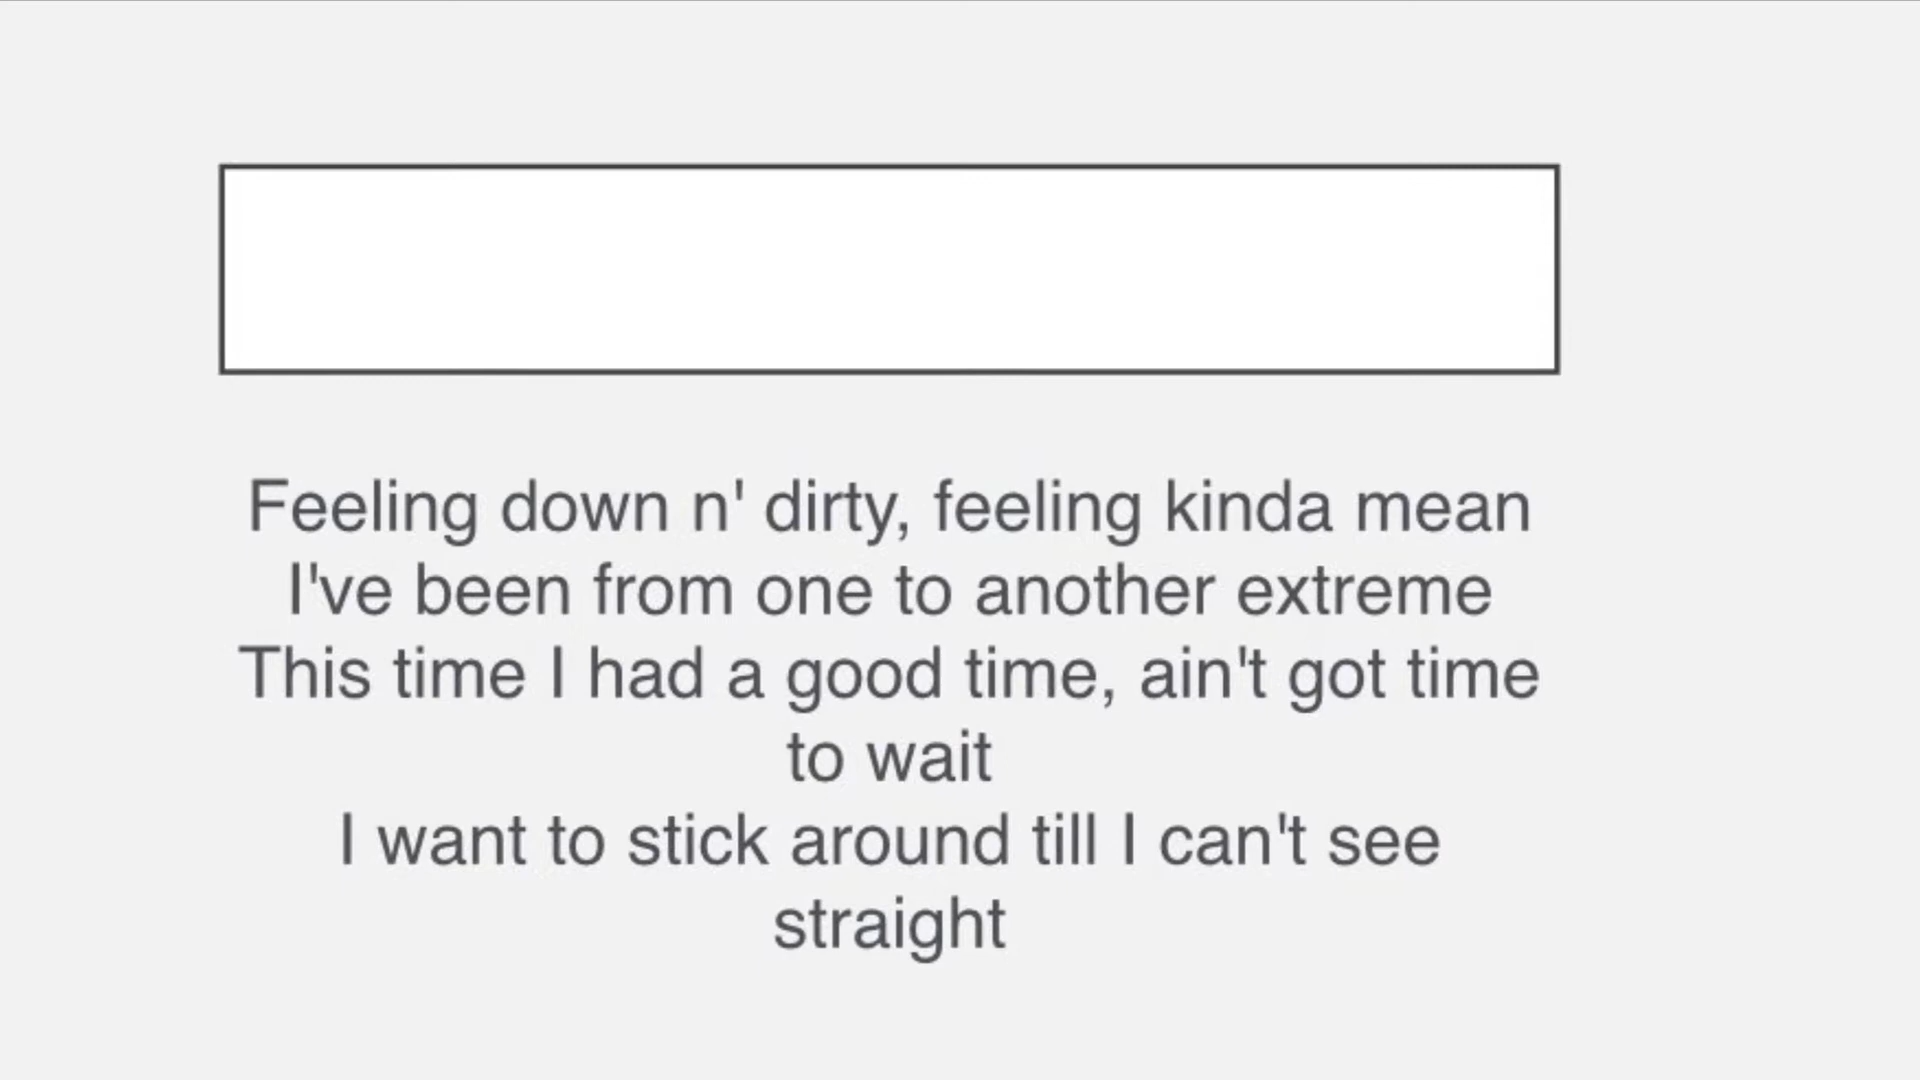 Feeling down n' dirty, feeling kinda mean
I've been from one to another extreme
This time I had a good time, ain't got time
to wait
I want to stick around till I can't see
straight